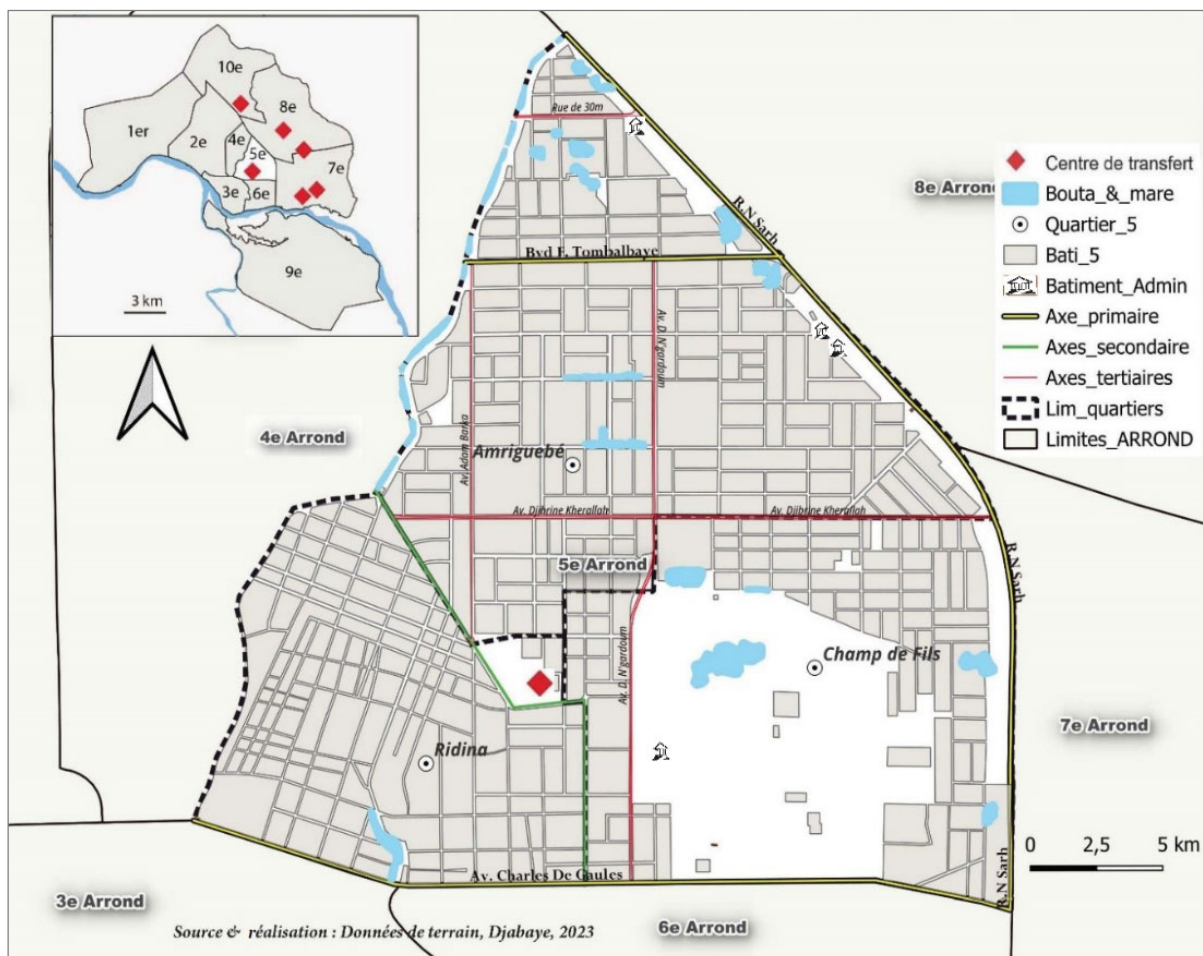 10e
8e
1er
2e
4e
5e
7e
3e
6e
9e
3 km
Rue de 30m
R.N Sarh
8e Arrond
Centre de transfert
Bouta_&_mare
Quartier_5
Bati_5
Batiment_Admin
Axe_primaire
Axes_secondaire
Axes_tertiaires
Lim_quartiers
Limites_ARROND
Bvd F. Tombalbaye
Av. D. N'gardoum
4e Arrond
Av. Adom Barka
Amriguebé
Av. Djibrine Kherallah
Av. Djibrine Kherallah
5e Arrond
R.N Sarh
Av. D. N'gardoum
Champ de Fils
7e Arrond
Ridina
0 2,5 5 km
R.N Sarh
Av. Charles De Gaules
3e Arrond
6e Arrond
Source & réalisation : Données de terrain, Djabaye, 2023